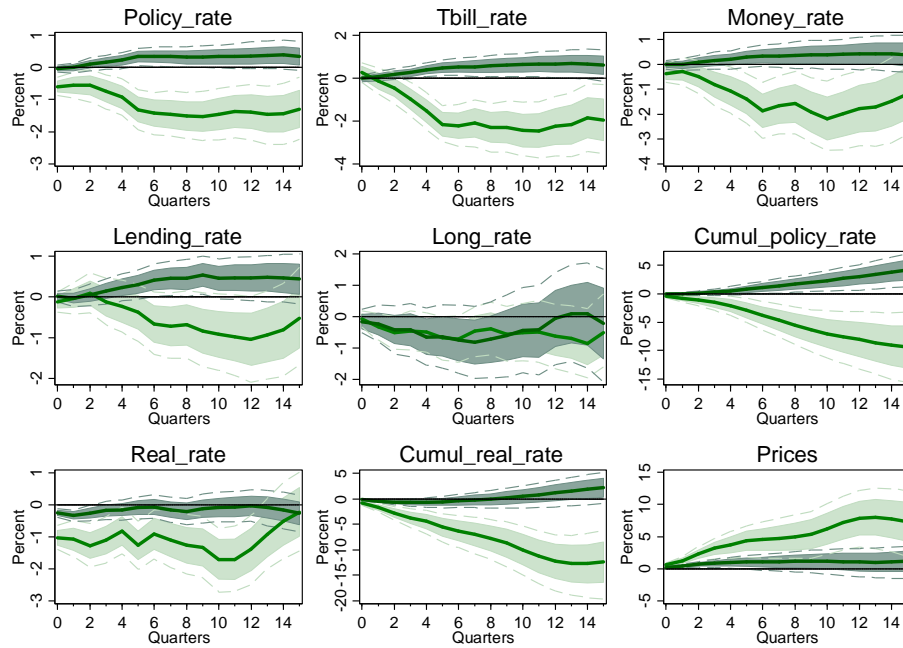 Policy_rate
Percent
1
0
-1
-2
-3
0 2 4 6 8 10 12 14
Quarters
Tbill_rate
Percent
2
0
-2
-4
0 2 4 6 8 10 12 14
Quarters
Money_rate
Percent
1
0
-1
-2
-3
-4
0 2 4 6 8 10 12 14
Quarters
Lending_rate
Percent
1
0
-1
-2
0 2 4 6 8 10 12 14
Quarters
Long_rate
Percent
2
1
0
-1
-2
0 2 4 6 8 10 12 14
Quarters
Cumul_policy_rate
Percent
5
0
-5
-10
-15
0 2 4 6 8 10 12 14
Quarters
Real_rate
Percent
1
0
-1
-2
-3
0 2 4 6 8 10 12 14
Quarters
Cumul_real_rate
Percent
5
0
-5
-10
-15
-20
0 2 4 6 8 10 12 14
Quarters
Prices
Percent
15
10
5
0
-5
0 2 4 6 8 10 12 14
Quarters